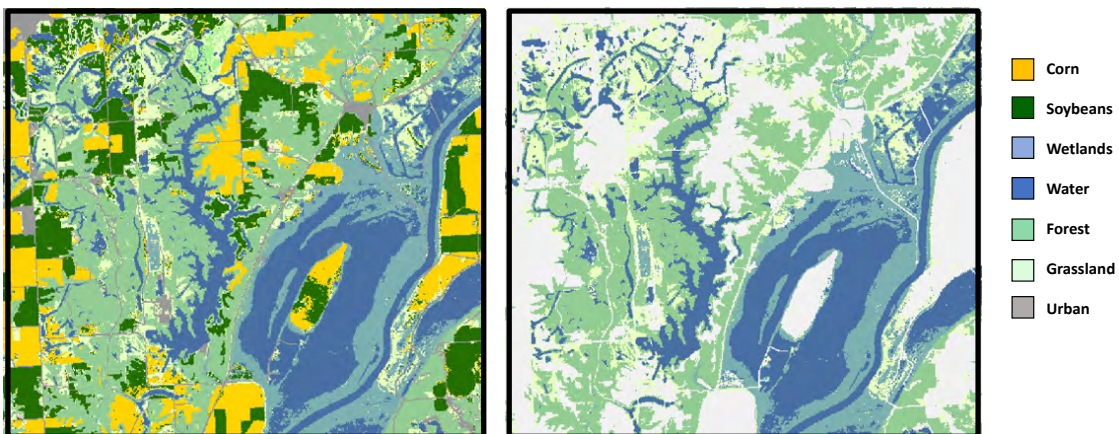 Corn
Soybeans
Wetlands
Water
Forest
Grassland
Urban